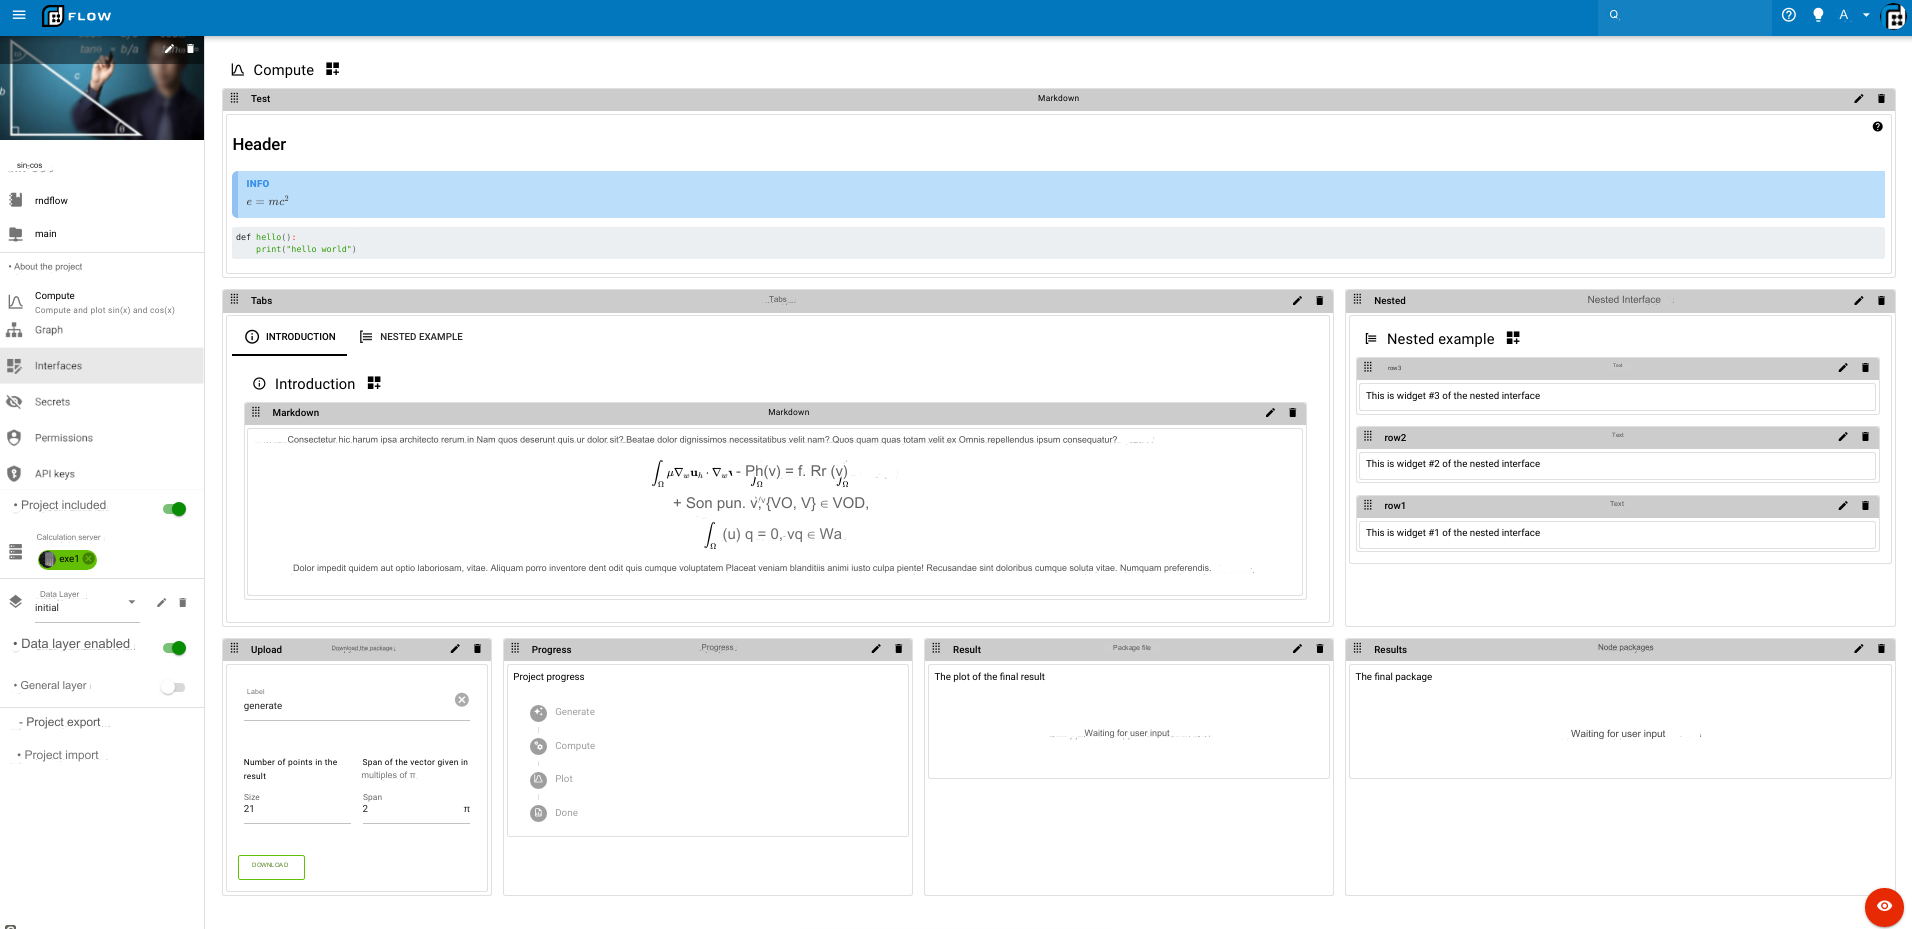 FLOW
A
sin-cos
rndflow
main
• About the project
Compute
Compute and plot sin(x) and cos(x)
Graph
Interfaces
Secrets
Permissions
API keys
• Project included
Calculation server
exe1
Data Layer
initial
• Data layer enabled
• General layer
- Project export
• Project import
Compute
Test Markdown
Header
INFO
e = mc²
def hello():
print("hello world")
Tabs Tabs
INTRODUCTION NESTED EXAMPLE
Introduction
Markdown Markdown
Consectetur hic harum ipsa architecto rerum in Nam quos deserunt quis ur dolor sit? Beatae dolor dignissimos necessitatibus velit nam? Quos quam quas totam velit ex Omnis repellendus ipsum consequatur?
∫Ω μ∇w uh · ∇w v - Ph(v) = f. Rr (v)
∫Ω ∫Ω
+ Son pun. v, {VO, V} ∈ VOD,
∫Ω (u) q = 0, vq ∈ Wa
Dolor impedit quidem aut optio laboriosam, vitae. Aliquam porro inventore dent odit quis cumque voluptatem Placeat veniam blanditiis animi iusto culpa piente! Recusandae sint doloribus cumque soluta vitae. Numquam preferendis.
Nested Nested Interface
Nested example
row3 Text
This is widget #3 of the nested interface
row2 Text
This is widget #2 of the nested interface
row1 Text
This is widget #1 of the nested interface
Upload Download the package
Label
generate
Number of points in the
result
Size
21
Span of the vector given in
multiples of π
Span
2 π
DOWNLOAD
Progress Progress
Project progress
Generate
Compute
Plot
Done
Result Package file
The plot of the final result
Waiting for user input
Results Node packages
The final package
Waiting for user input